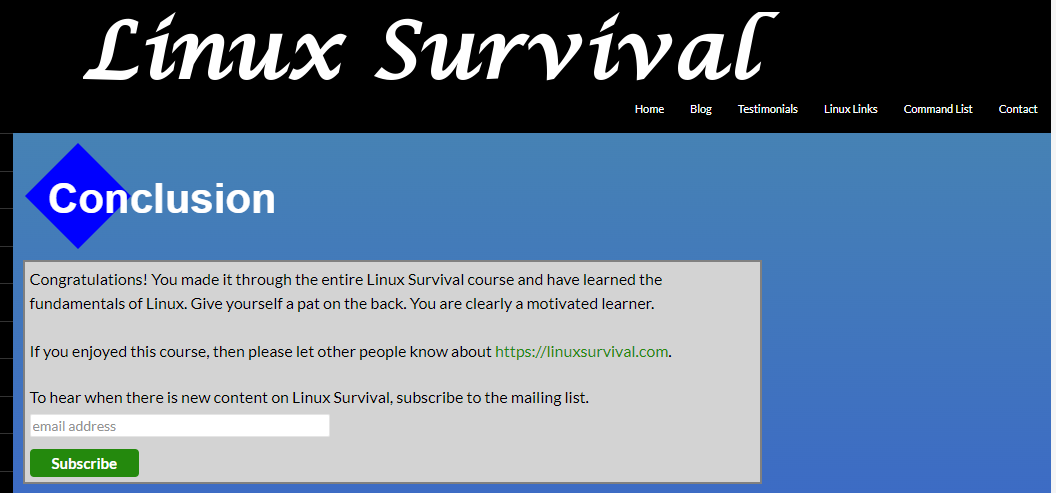 Linux Survival
Home Blog Testimonials Linux Links Command List Contact
Conclusion
Congratulations! You made it through the entire Linux Survival course and have learned the
fundamentals of Linux. Give yourself a pat on the back. You are clearly a motivated learner.
If you enjoyed this course, then please let other people know about https://linuxsurvival.com.
To hear when there is new content on Linux Survival, subscribe to the mailing list.
email address
Subscribe